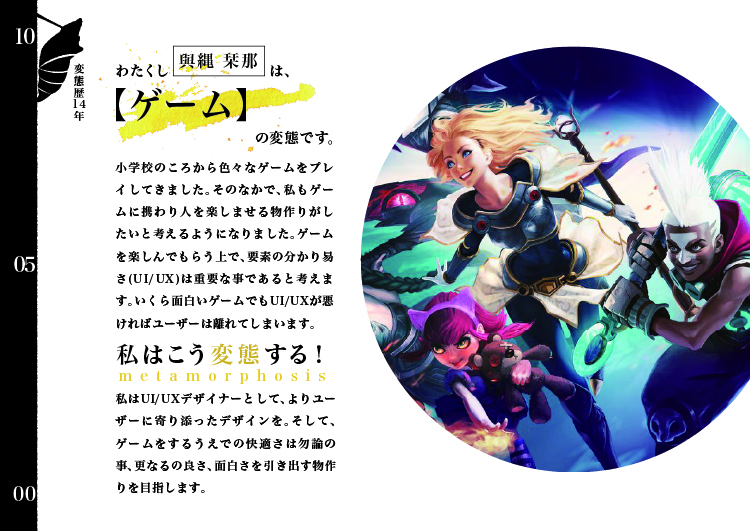 10
変態歴14年
05
00
わたくし 與縄 栞那 は、
【ゲーム】
の変態です。
小学校のころから色々なゲームをプレ
イしてきました。そのなかで、私もゲー
ムに携わり人を楽しませる物作りがし
たいと考えるようになりました。ゲーム
を楽しんでもらう上で、要素の分かり易
さ(UI/UX)は重要な事であると考えま
す。いくら面白いゲームでもUI/UXが悪
ければユーザーは離れてしまいます。
私はこう変態する!
metamorphosis
私はUI/UXデザイナーとして、よりユー
ザーに寄り添ったデザインを。そして、
ゲームをするうえでの快適さは勿論の
事、更なるの良さ、面白さを引き出す物作
りを目指します。